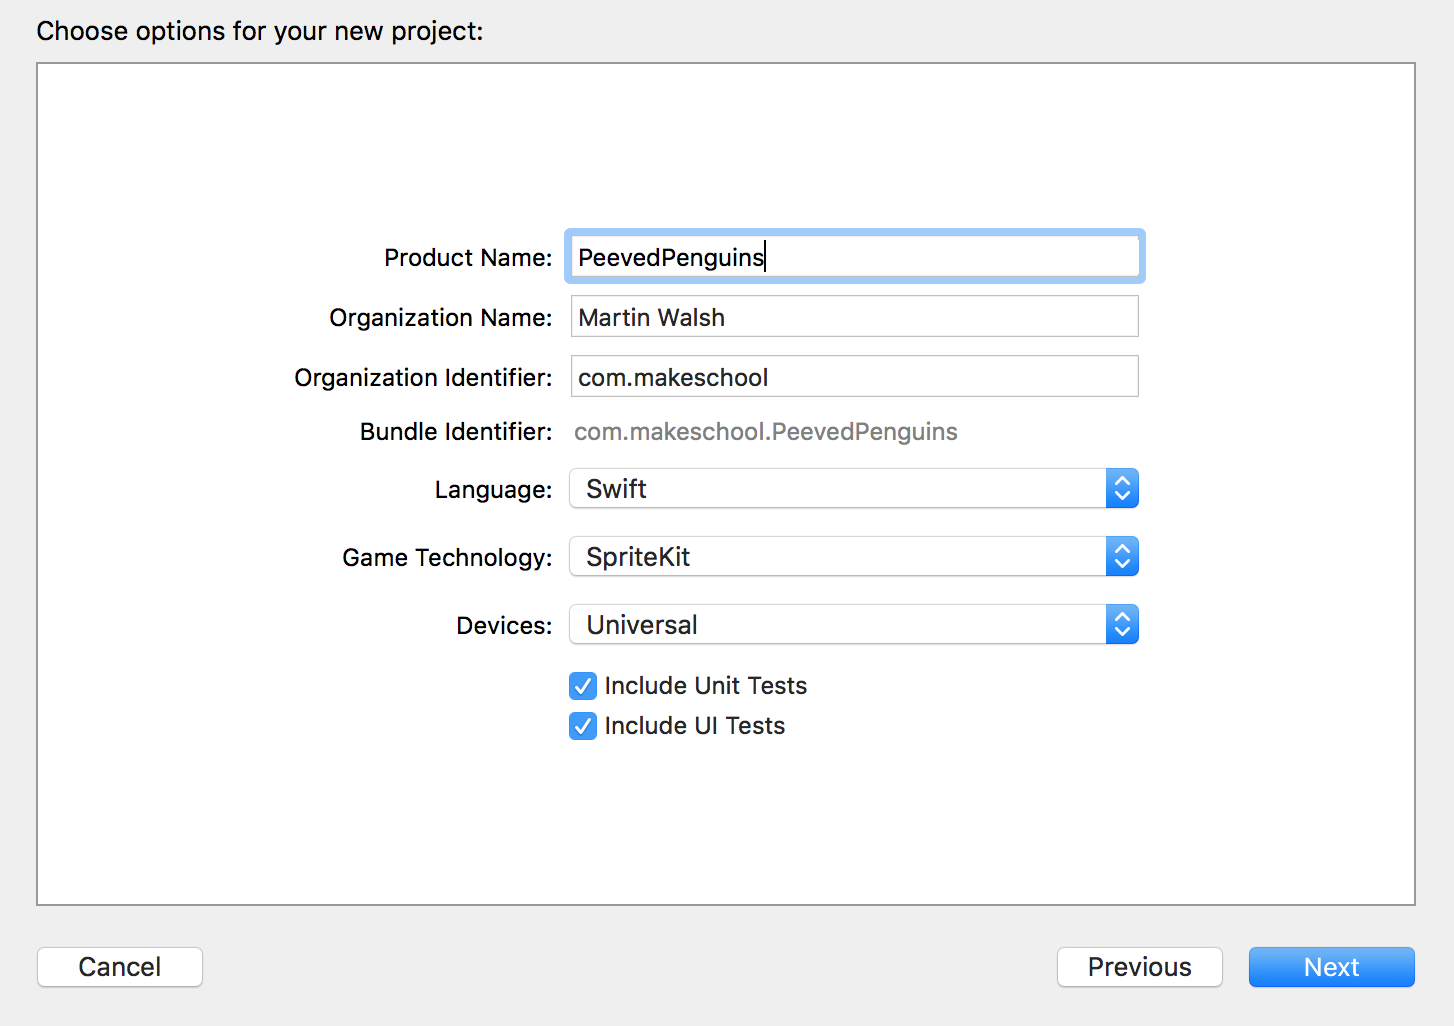 Choose options for your new project:
Product Name: PeevedPenguins
Organization Name: Martin Walsh
Organization Identifier: com.makeschool
Bundle Identifier: com.makeschool.PeevedPenguins
Language: Swift
Game Technology: SpriteKit
Devices: Universal
Include Unit Tests
Include UI Tests
Cancel Previous Next